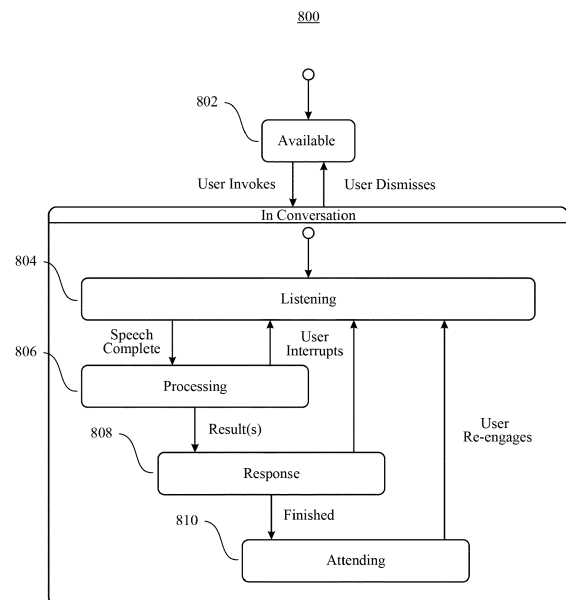 800
802
Available
User Invokes
User Dismisses
In Conversation
804
Listening
Speech
Complete
User
Interrupts
806
Processing
User
Re-engages
Result(s)
808
Response
Finished
810
Attending